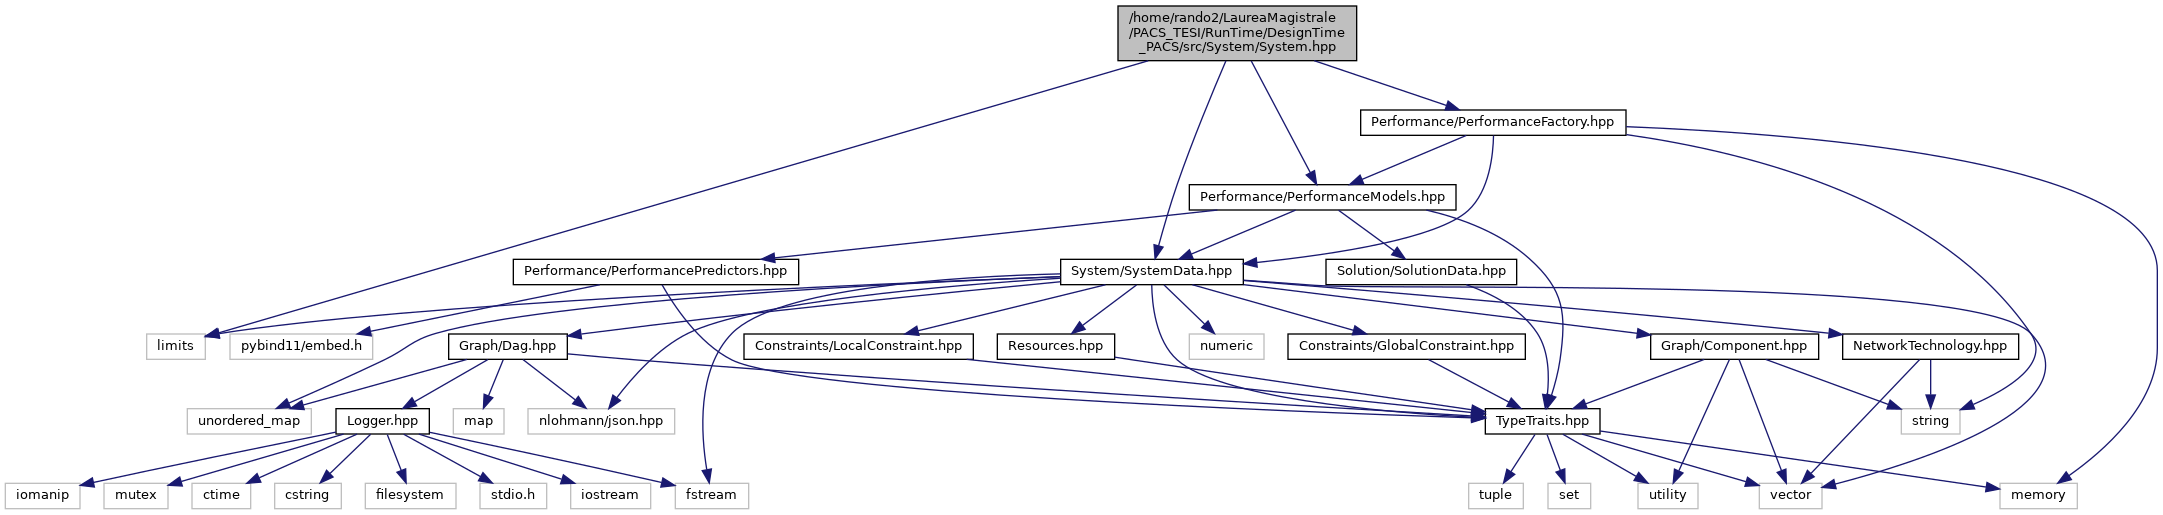 /home/rando2/LaureaMagistrale
/PACS_TESI/RunTime/DesignTime
_PACS/src/System/System.hpp
Performance/PerformanceFactory.hpp
Performance/PerformanceModels.hpp
Performance/PerformancePredictors.hpp
System/SystemData.hpp
Solution/SolutionData.hpp
limits
pybind11/embed.h
Graph/Dag.hpp
Constraints/LocalConstraint.hpp
Resources.hpp
numeric
Constraints/GlobalConstraint.hpp
Graph/Component.hpp
NetworkTechnology.hpp
unordered_map
Logger.hpp
map
nlohmann/json.hpp
TypeTraits.hpp
string
iomanip
mutex
ctime
cstring
filesystem
stdio.h
iostream
fstream
tuple
set
utility
vector
memory